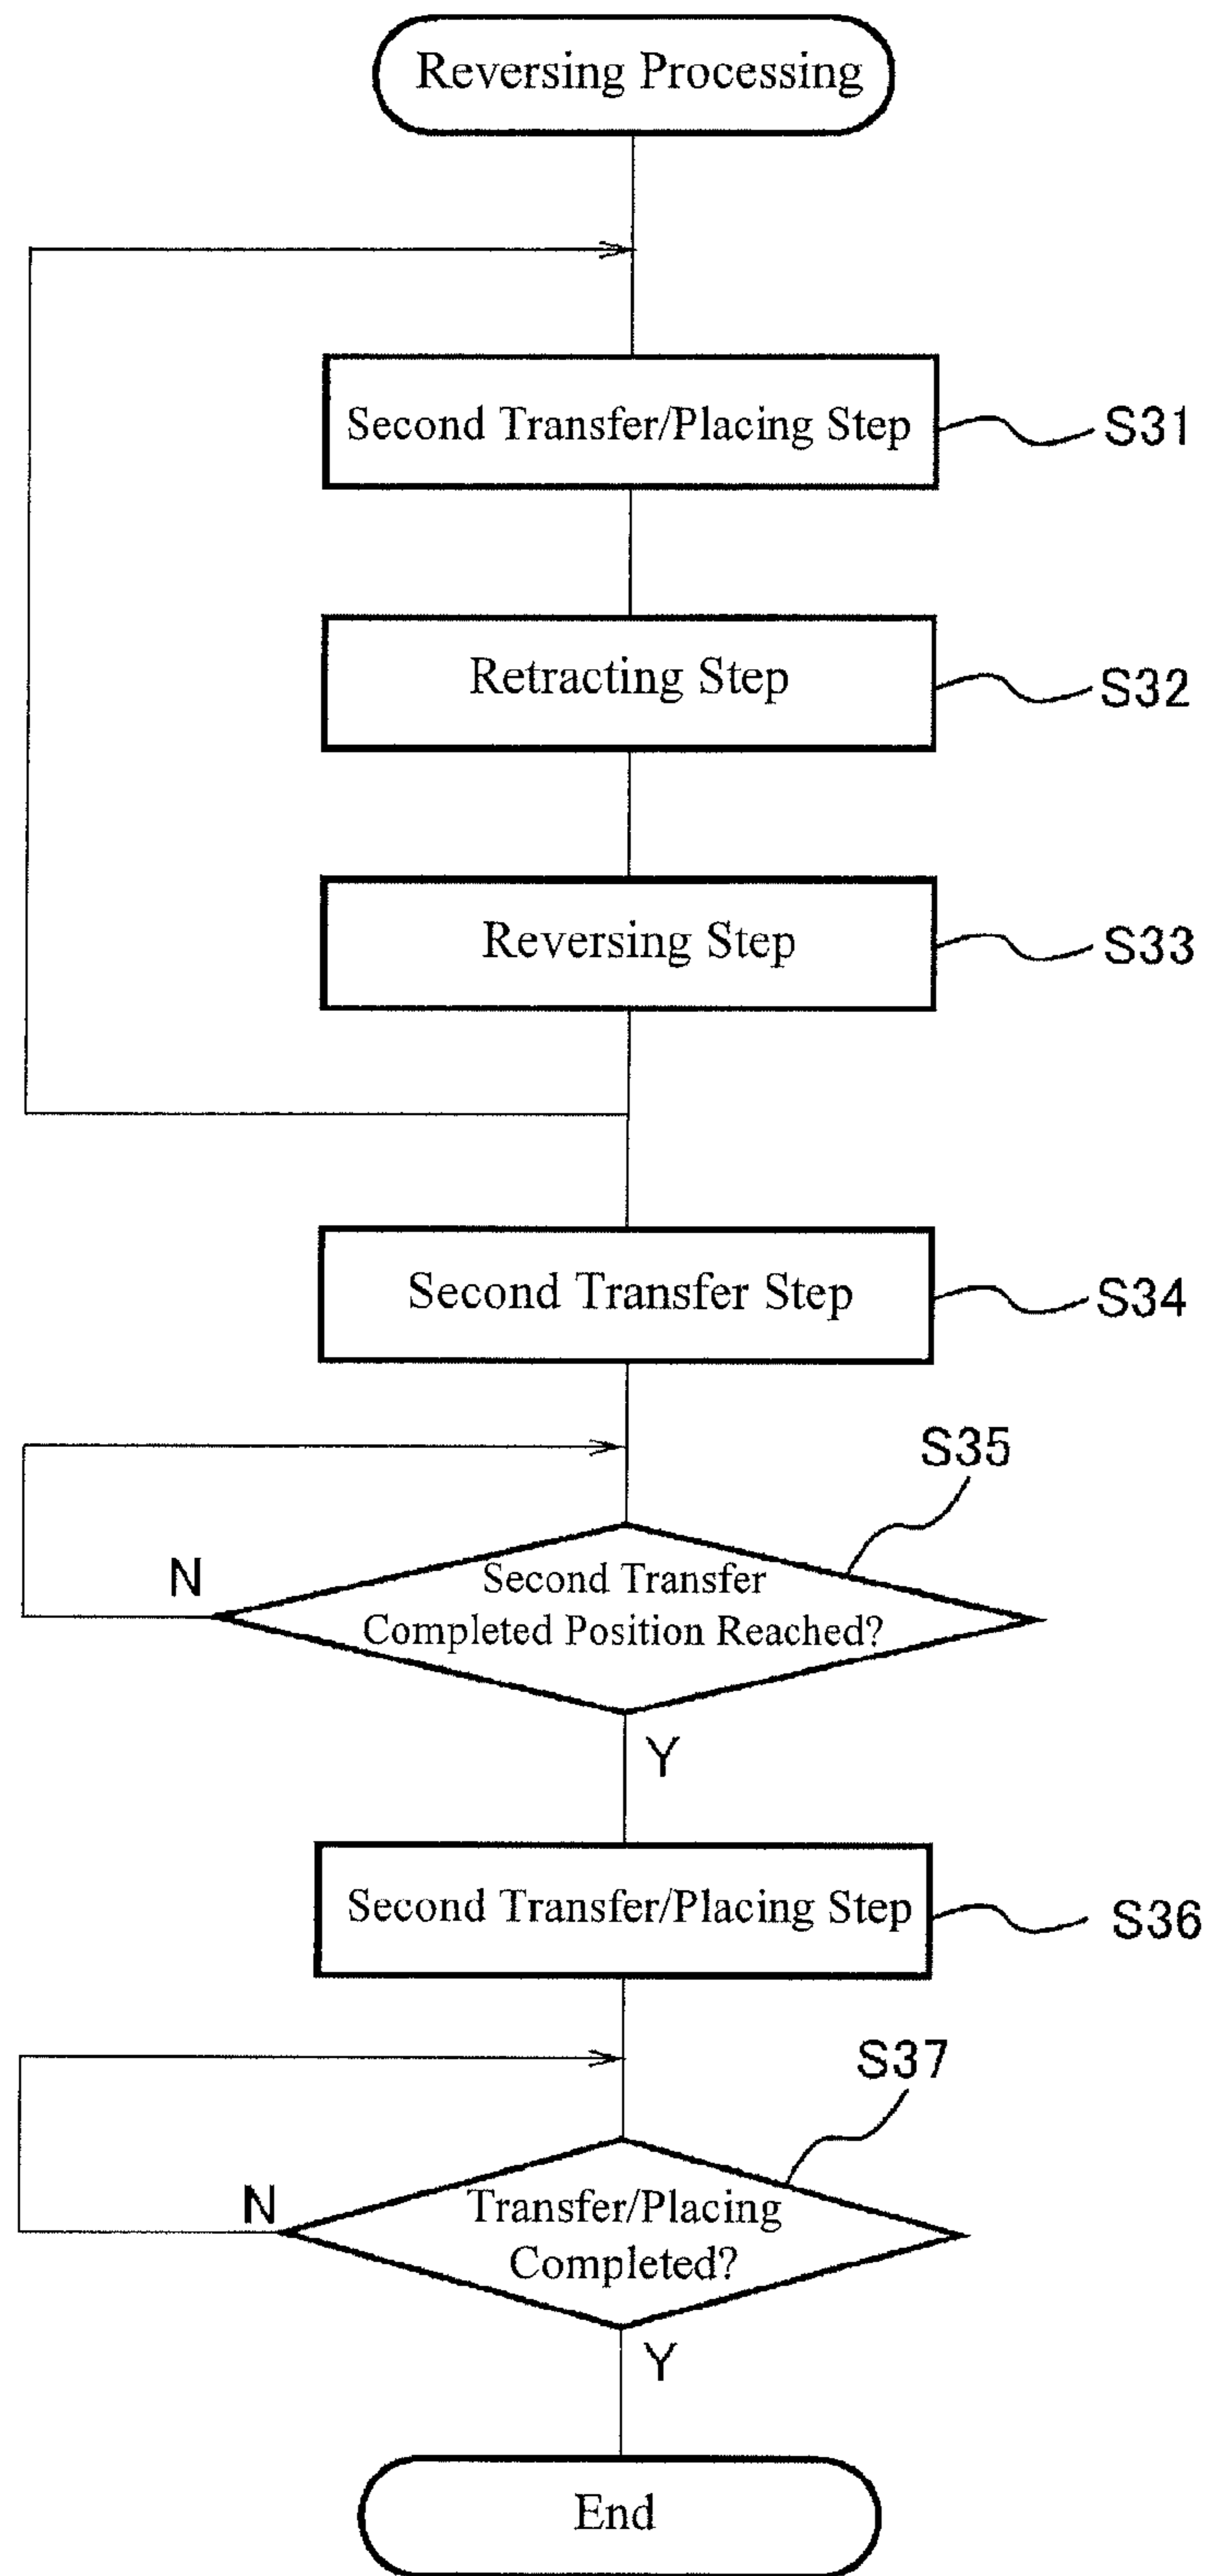 Reversing Processing
Second Transfer/Placing Step
S31
Retracting Step
S32
Reversing Step
S33
Second Transfer Step
S34
S35
N
Second Transfer
Completed Position Reached?
Y
Second Transfer/Placing Step
S36
S37
N
Transfer/Placing
Completed?
Y
End